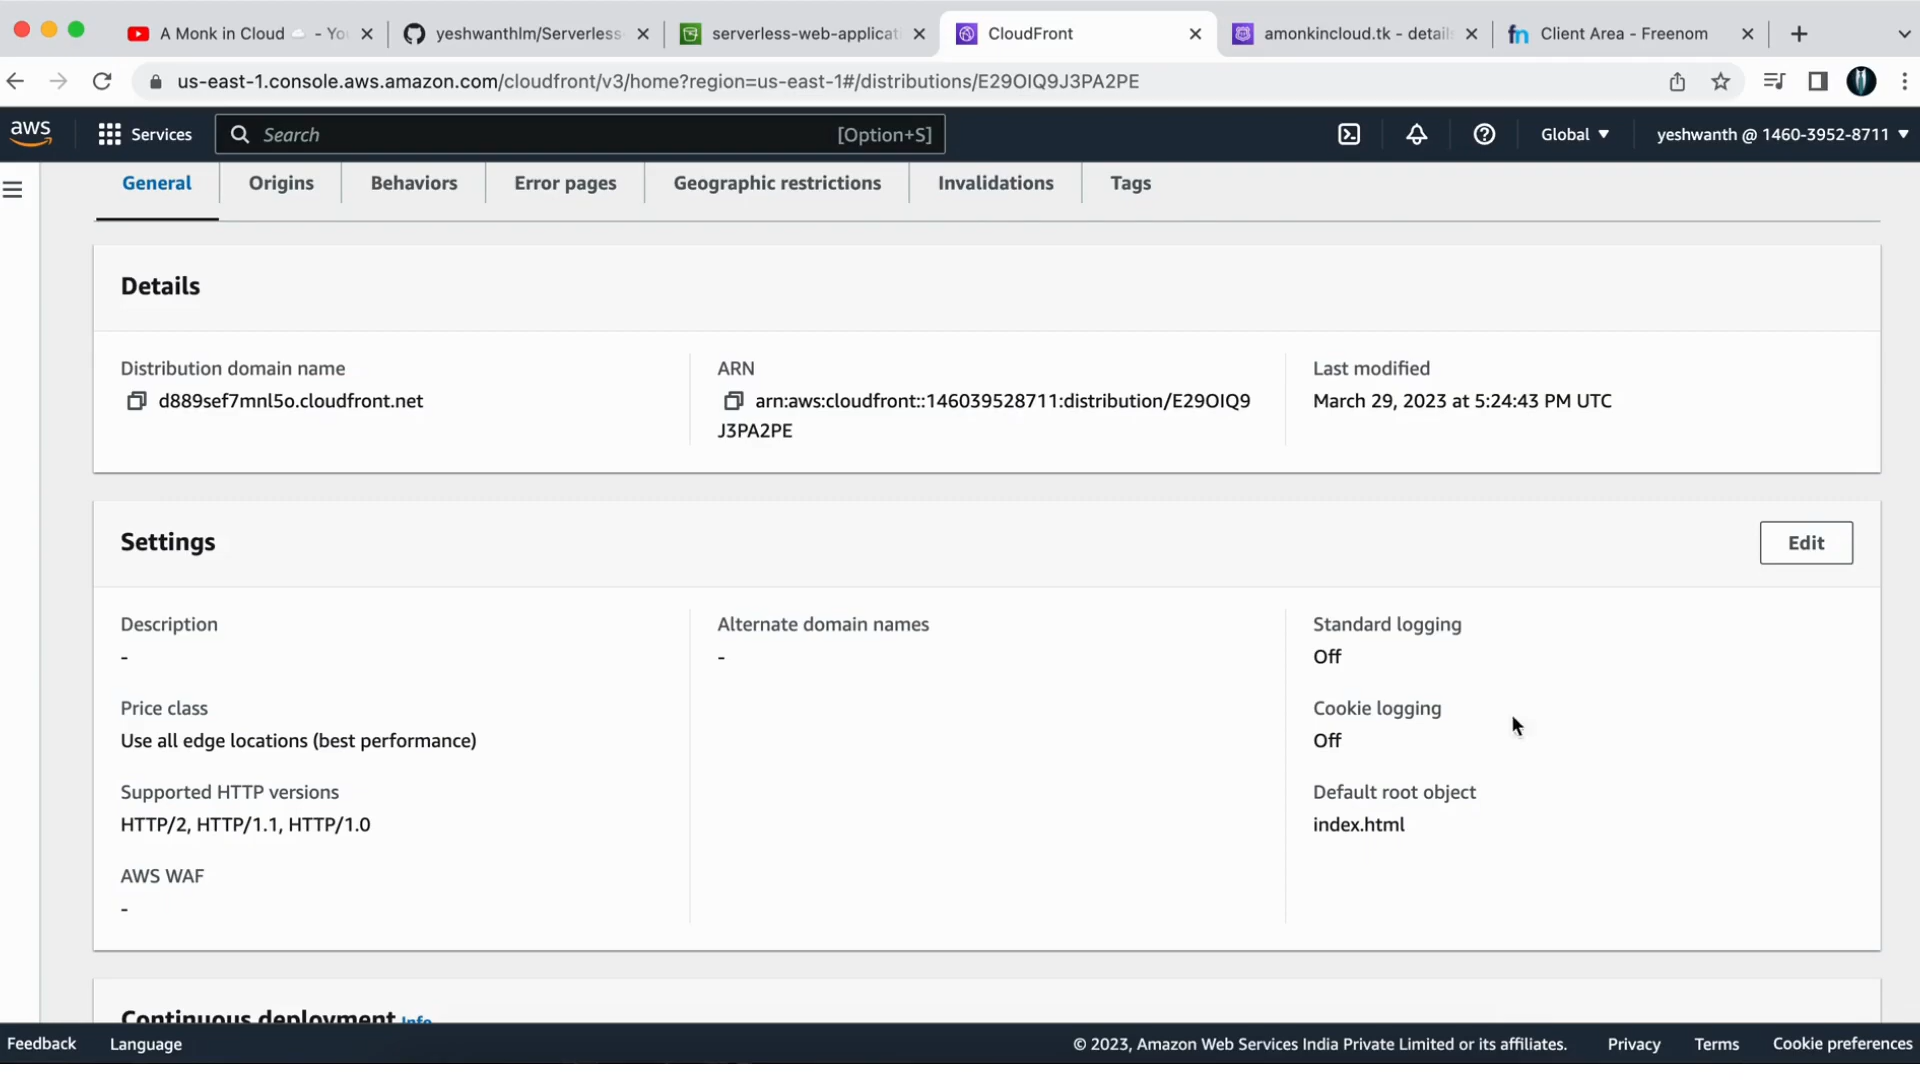 A Monk in Cloud ☁️ - Yo
yeshwanthlm/Serverless-
serverless-web-applicat
CloudFront
amonkincloud.tk - detail
fn Client Area - Freenom
us-east-1.console.aws.amazon.com/cloudfront/v3/home?region=us-east-1#/distributions/E29OIQ9J3PA2PE
aws
Services
Search
[Option+S]
Global
yeshwanth @ 1460-3952-8711
General
Origins
Behaviors
Error pages
Geographic restrictions
Invalidations
Tags
Details
Distribution domain name
d889sef7mnl5o.cloudfront.net
ARN
arn:aws:cloudfront::146039528711:distribution/E29OIQ9
J3PA2PE
Last modified
March 29, 2023 at 5:24:43 PM UTC
Settings
Edit
Description
-
Price class
Use all edge locations (best performance)
Supported HTTP versions
HTTP/2, HTTP/1.1, HTTP/1.0
AWS WAF
-
Alternate domain names
-
Standard logging
Off
Cookie logging
Off
Default root object
index.html
Continuous deployment Info
Feedback
Language
© 2023, Amazon Web Services India Private Limited or its affiliates.
Privacy
Terms
Cookie preferences